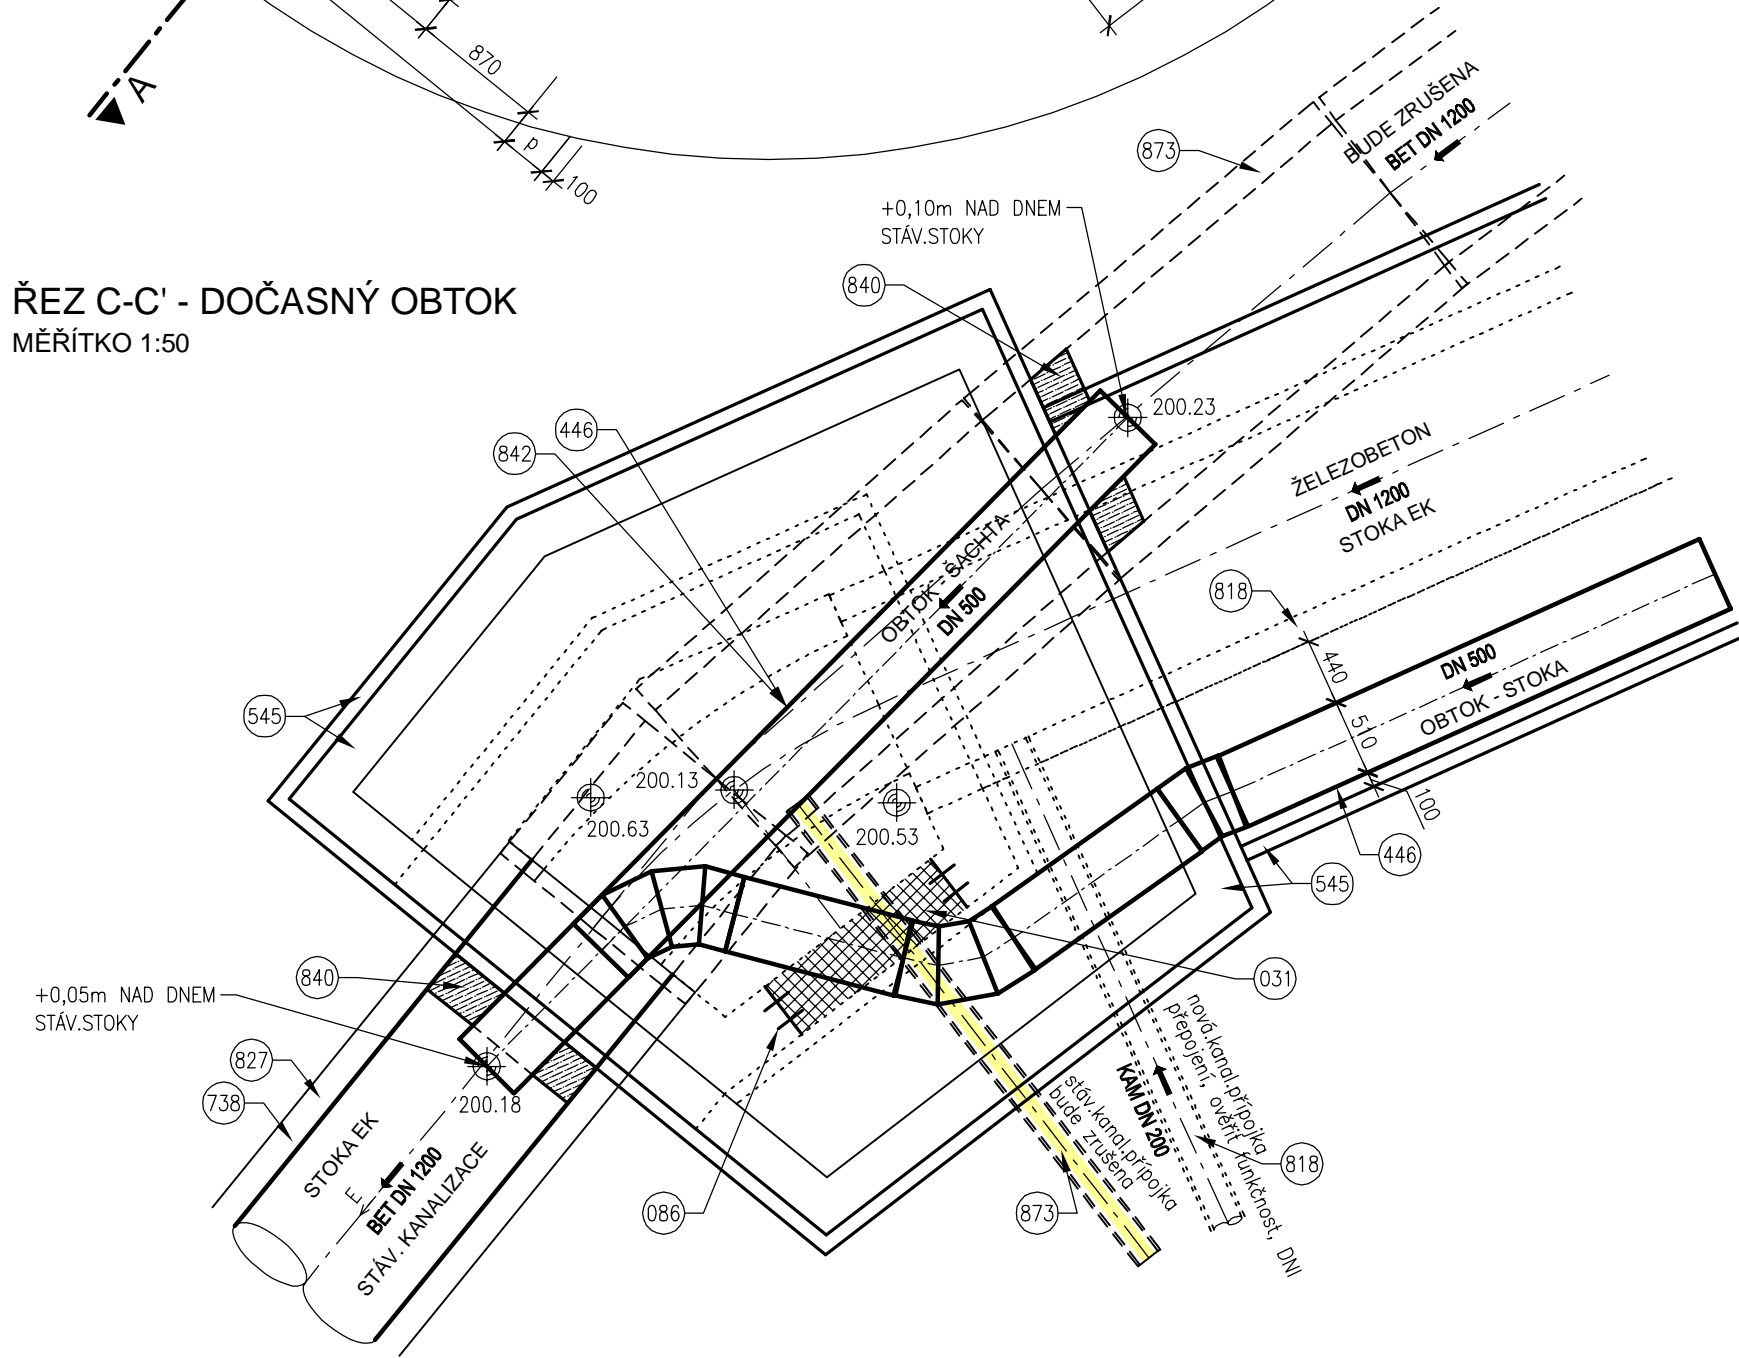 A
870
p
100
ŘEZ C-C' - DOČASNÝ OBTOK
MĚŘÍTKO 1:50
873
BUDE ZRUŠENA
BET DN 1200
+0,10m NAD DNEM
STÁV.STOKY
840
200.23
446
842
ŽELEZOBETON
DN 1200
STOKA EK
OBTOK - ŠACHTA
DN 500
818
440
510
100
DN 500
OBTOK - STOKA
545
200.13
200.63
200.53
446
545
840
+0,05m NAD DNEM
STÁV.STOKY
031
827
738
200.18
STOKA EK
BET DN 1200
STÁV. KANALIZACE
E
086
873
stáv.kanal.přípojka
bude zrušena
KAM DN 200
nová.kanal.přípojka
přepojení, ověřit funkčnost, DNI
818